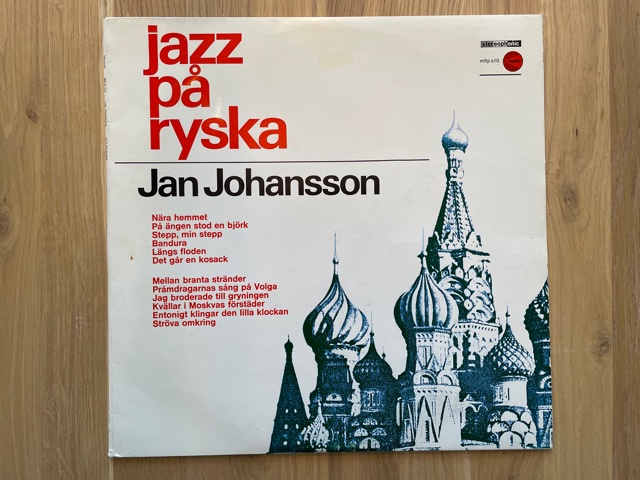 jazz
på
ryska
stereophonic
mflp s10
Jan Johansson
Nära hemmet
På ängen stod en björk
Stepp, min stepp
Bandura
Längs floden
Det går en kosack
Mellan branta stränder
Pråmdragarnas sång på Volga
Jag broderade till gryningen
Kvällar i Moskvas förstäder
Entonigt klingar den lilla klockan
Ströva omkring